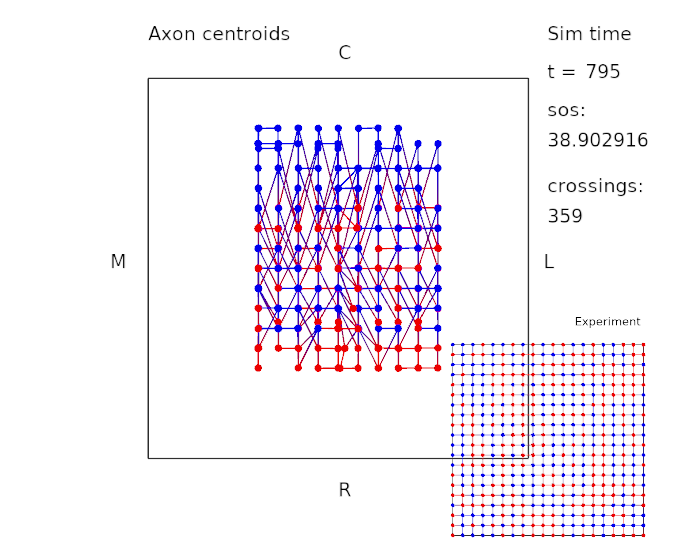 Axon centroids
C
Sim time
t = 795
sos:
38.902916
crossings:
359
M
L
Experiment
R